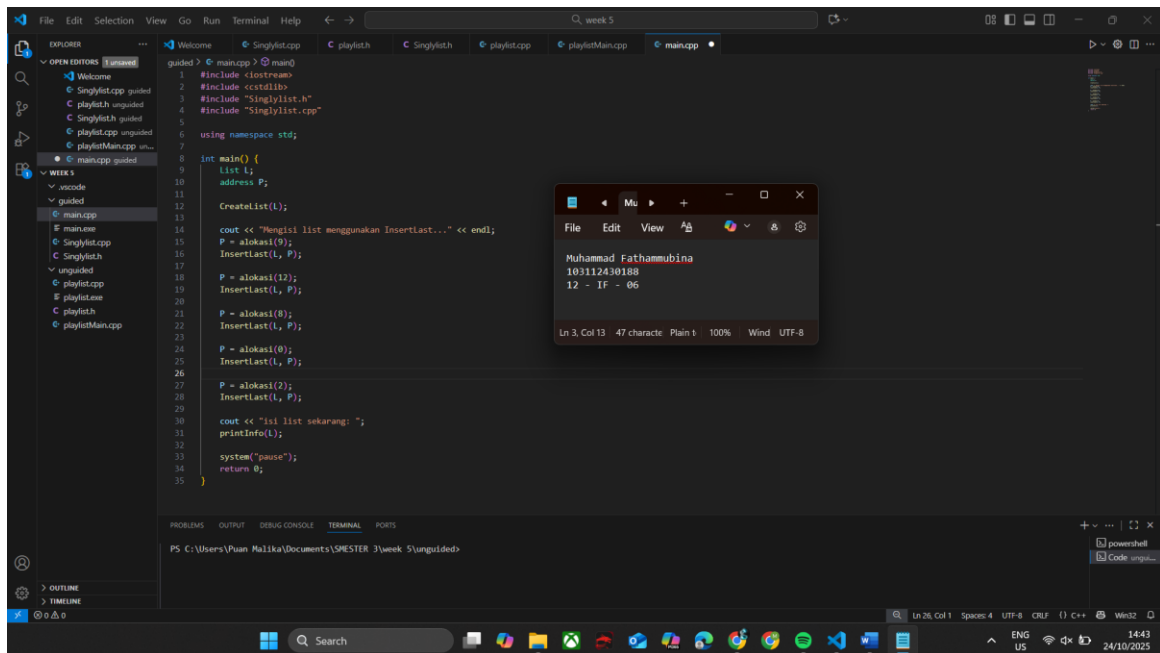 File Edit Selection View Go Run Terminal Help
week 5
EXPLORER
OPEN EDITORS 1 unsaved
Welcome
Singlylist.cpp guided
playlist.h unguided
Singlylist.h guided
playlist.cpp unguided
playlistMain.cpp un...
main.cpp guided
WEEK 5
.vscode
guided
main.cpp
main.exe
Singlylist.cpp
Singlylist.h
unguided
playlist.cpp
playlist.exe
playlist.h
playlistMain.cpp
OUTLINE
TIMELINE
Welcome Singlylist.cpp playlist.h Singlylist.h playlist.cpp playlistMain.cpp main.cpp
guided > main.cpp > main()
1 #include <iostream>
2 #include <cstdlib>
3 #include "Singlylist.h"
4 #include "Singlylist.cpp"
5
6 using namespace std;
7
8 int main() {
9 List L;
10 address P;
11
12 CreateList(L);
13
14 cout << "Mengisi list menggunakan InsertLast..." << endl;
15 P = alokasi(9);
16 InsertLast(L, P);
17
18 P = alokasi(12);
19 InsertLast(L, P);
20
21 P = alokasi(8);
22 InsertLast(L, P);
23
24 P = alokasi(0);
25 InsertLast(L, P);
26
27 P = alokasi(2);
28 InsertLast(L, P);
29
30 cout << "isi list sekarang: ";
31 printInfo(L);
32
33 system("pause");
34 return 0;
35 }
Mu
File Edit View
Muhammad Fathammubina
103112430188
12 - IF - 06
Ln 3, Col 13 47 characte Plain t 100% Wind UTF-8
PROBLEMS OUTPUT DEBUG CONSOLE TERMINAL PORTS
PS C:\Users\Puan Malika\Documents\SMESTER 3\week 5\unguided>
powershell
Code ungui...
0 0
Ln 26, Col 1 Spaces: 4 UTF-8 CRLF {} C++ Win32
Search
ENG
US
14:43
24/10/2025